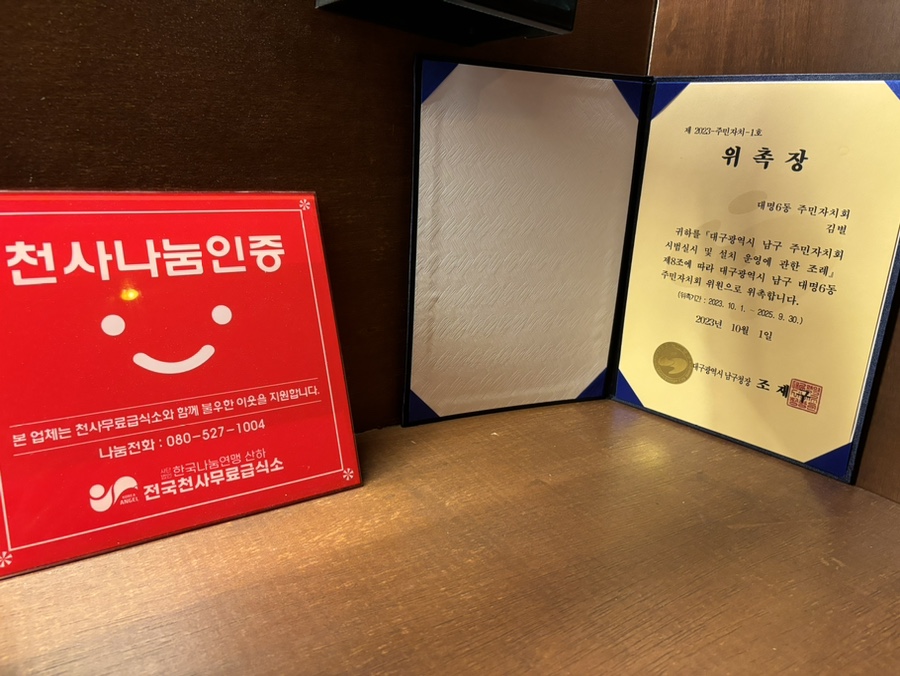 천사나눔인증
본 업체는 천사무료급식소와 함께 불우한 이웃을 지원합니다.
나눔전화 : 080-527-1004
한국나눔연맹 산하
전국천사무료급식소
제 2023-주민자치-1호
위 촉 장
대명6동 주민자치회
김별
귀하를 「대구광역시 남구 주민자치회
시범실시 및 설치 운영에 관한 조례」
제8조에 따라 대구광역시 남구 대명6동
주민자치회 위원으로 위촉합니다.
(위촉기간 : 2023. 10. 1. - 2025. 9. 30.)
2023년 10월 1일
대구광역시 남구청장 조 재 구